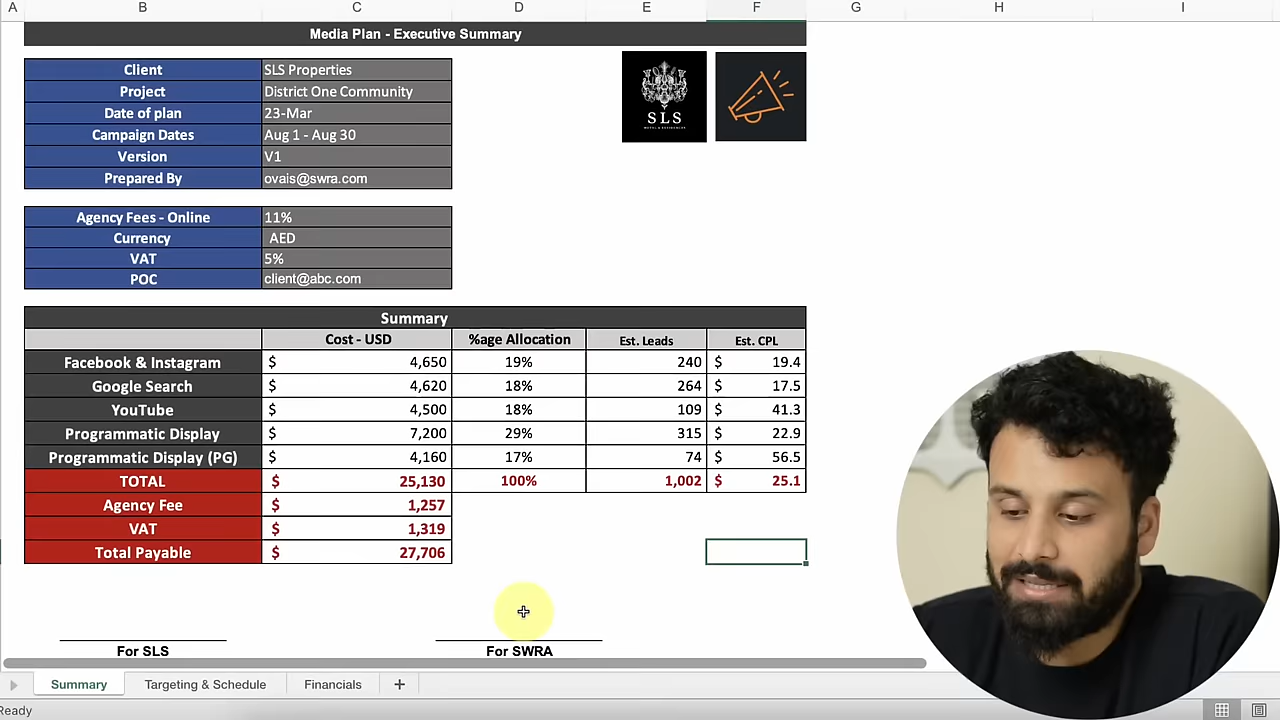 A B C D E F G H I
Media Plan - Executive Summary
Client SLS Properties
Project District One Community
Date of plan 23-Mar
Campaign Dates Aug 1 - Aug 30
Version V1
Prepared By ovais@swra.com
SLS
Agency Fees - Online 11%
Currency AED
VAT 5%
POC client@abc.com
Summary
Cost - USD %age Allocation Est. Leads Est. CPL
Facebook & Instagram $ 4,650 19% 240 $ 19.4
Google Search $ 4,620 18% 264 $ 17.5
YouTube $ 4,500 18% 109 $ 41.3
Programmatic Display $ 7,200 29% 315 $ 22.9
Programmatic Display (PG) $ 4,160 17% 74 $ 56.5
TOTAL $ 25,130 100% 1,002 $ 25.1
Agency Fee $ 1,257
VAT $ 1,319
Total Payable $ 27,706
For SLS For SWRA
Summary Targeting & Schedule Financials +
Ready